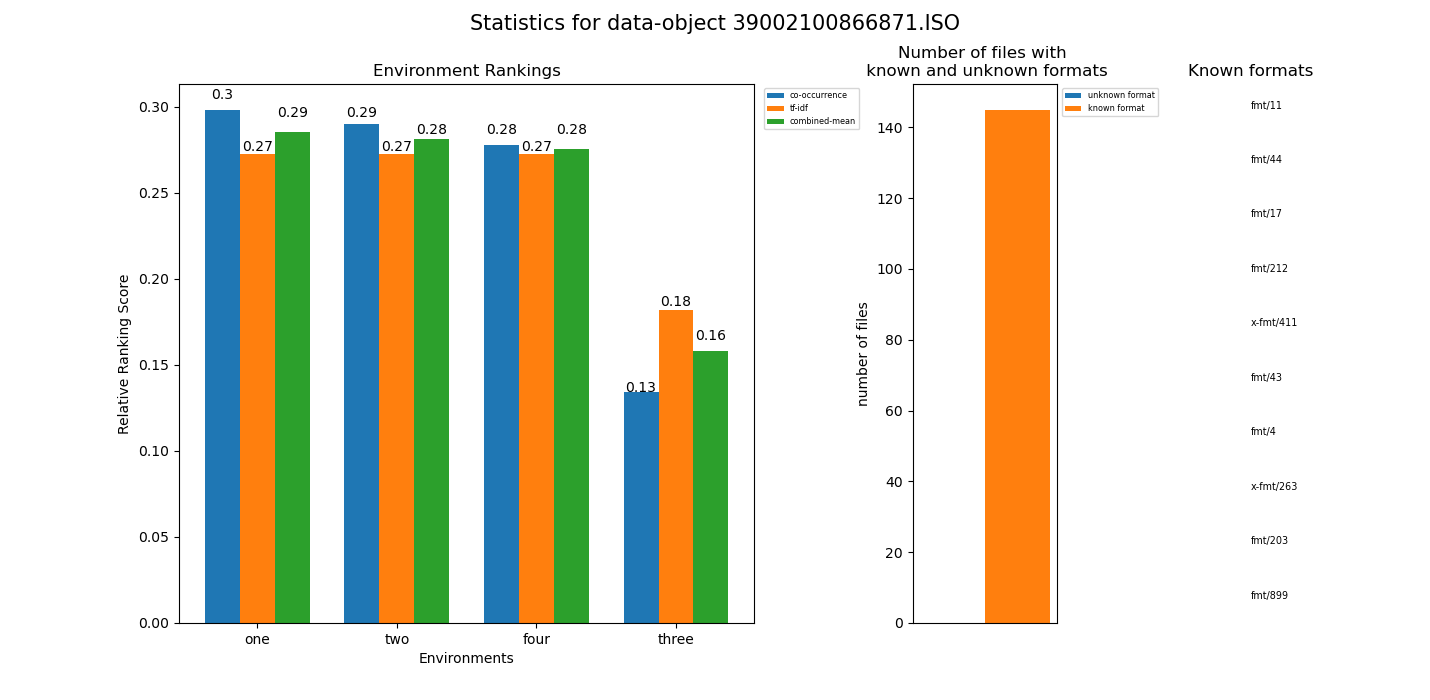 Statistics for data-object 39002100866871.ISO
Environment Rankings
Relative Ranking Score
0.30
0.25
0.20
0.15
0.10
0.05
0.00
0.3
0.27
0.29
0.29
0.27
0.28
0.28
0.27
0.28
0.13
0.18
0.16
one
two
four
three
Environments
co-occurrence
tf-idf
combined-mean
Number of files with
known and unknown formats
number of files
140
120
100
80
60
40
20
0
unknown format
known format
Known formats
fmt/11
fmt/44
fmt/17
fmt/212
x-fmt/411
fmt/43
fmt/4
x-fmt/263
fmt/203
fmt/899